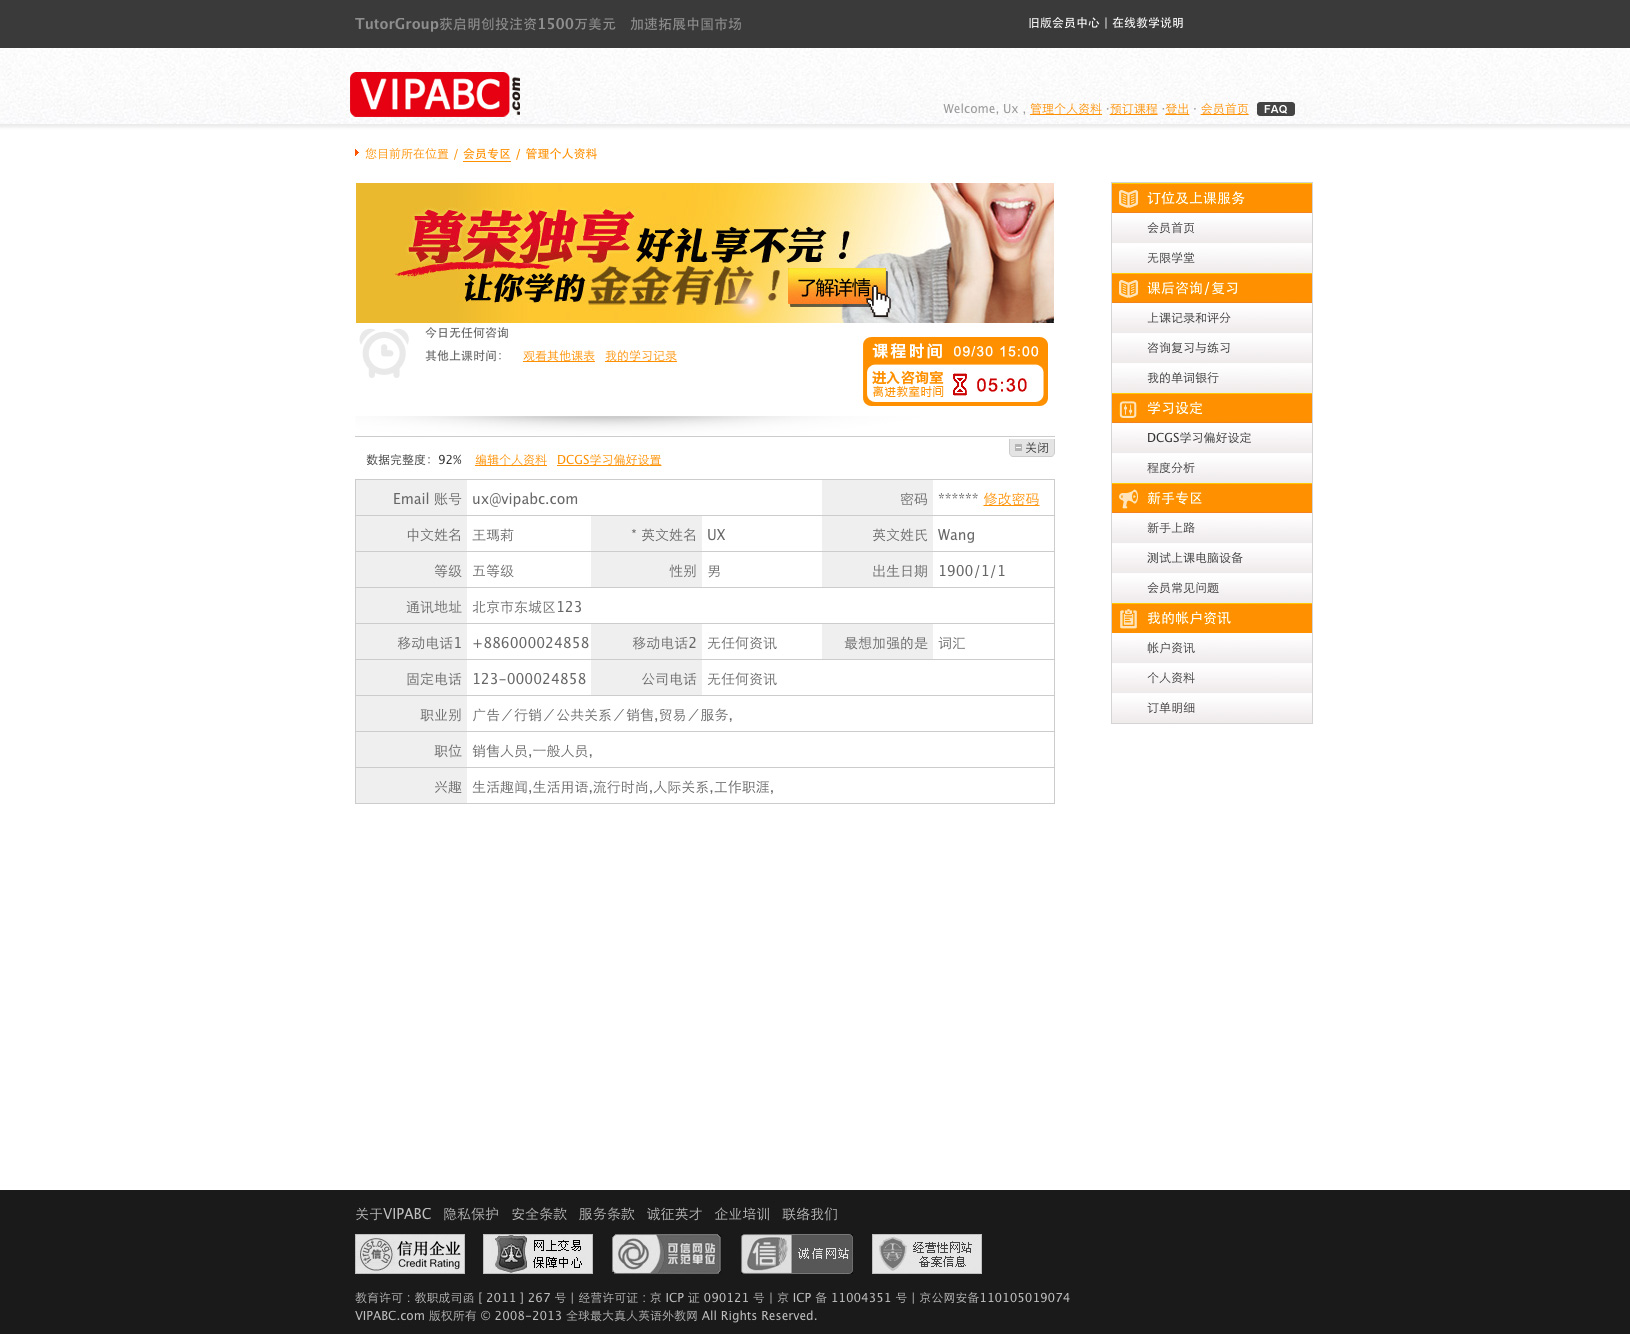 TutorGroup获启明创投注资1500万美元 加速拓展中国市场
旧版会员中心 | 在线教学说明
VIPABC.com
Welcome, Ux , 管理个人资料 ·预订课程 ·登出 · 会员首页 FAQ
您目前所在位置 / 会员专区 / 管理个人资料
尊荣独享 好礼享不完！
让你学的金金有位！ 了解详情
今日无任何咨询
其他上课时间： 观看其他课表 我的学习记录
课程时间 09/30 15:00
进入咨询室
离进教室时间
05:30
关闭
数据完整度：92% 编辑个人资料 DCGS学习偏好设置
Email 账号 ux@vipabc.com 密码 ****** 修改密码
中文姓名 王瑪莉 * 英文姓名 UX 英文姓氏 Wang
等级 五等级 性别 男 出生日期 1900/1/1
通讯地址 北京市东城区123
移动电话1 +886000024858 移动电话2 无任何资讯 最想加强的是 词汇
固定电话 123-000024858 公司电话 无任何资讯
职业别 广告／行销／公共关系／销售,贸易／服务,
职位 销售人员,一般人员,
兴趣 生活趣闻,生活用语,流行时尚,人际关系,工作职涯,
订位及上课服务
会员首页
无限学堂
课后咨询/复习
上课记录和评分
咨询复习与练习
我的单词银行
学习设定
DCGS学习偏好设定
程度分析
新手专区
新手上路
测试上课电脑设备
会员常见问题
我的帐户资讯
帐户资讯
个人资料
订单明细
关于VIPABC 隐私保护 安全条款 服务条款 诚征英才 企业培训 联络我们
信用企业
Credit Rating
网上交易
保障中心
可信网站
示范单位
诚信网站
经营性网站
备案信息
教育许可 : 教职成司函 [ 2011 ] 267 号 | 经营许可证 : 京 ICP 证 090121 号 | 京 ICP 备 11004351 号 | 京公网安备110105019074
VIPABC.com 版权所有 © 2008-2013 全球最大真人英语外教网 All Rights Reserved.